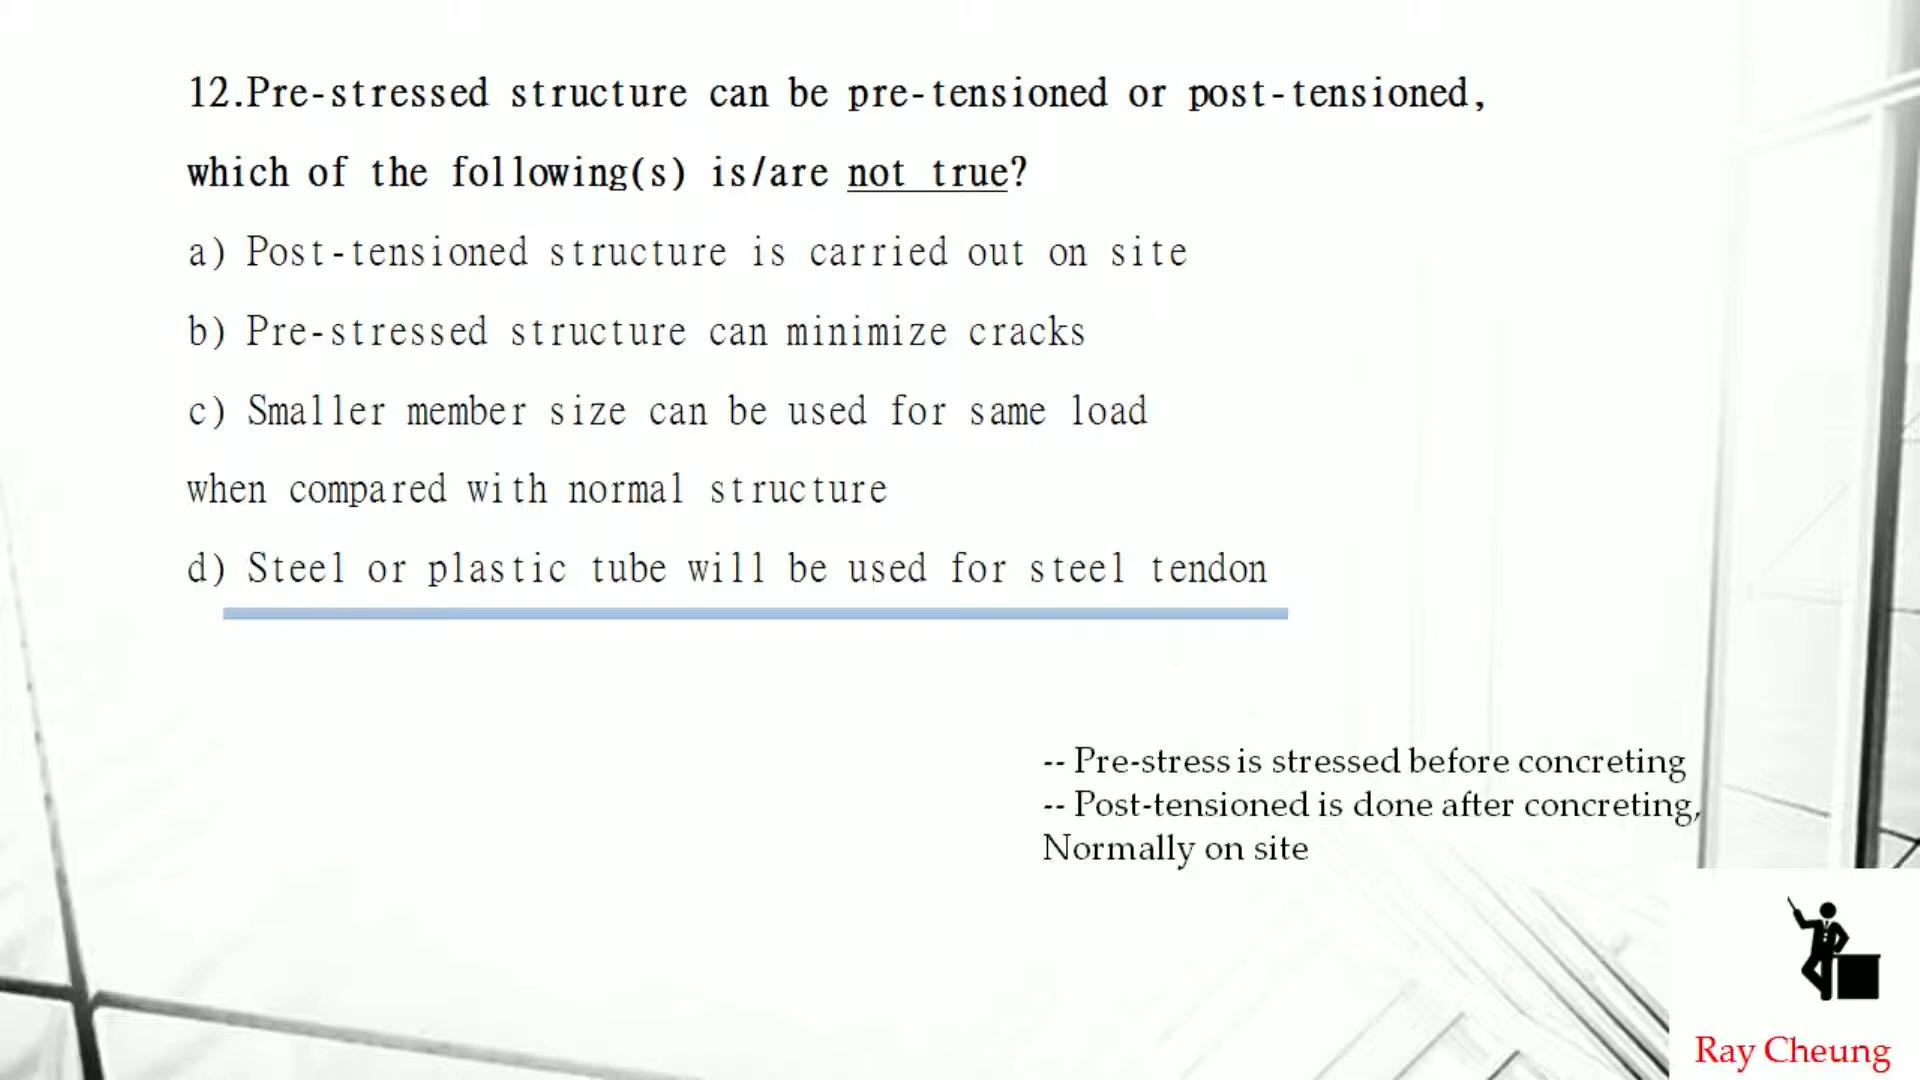 12.Pre-stressed structure can be pre-tensioned or post-tensioned,
which of the following(s) is/are not true?
a) Post-tensioned structure is carried out on site
b) Pre-stressed structure can minimize cracks
c) Smaller member size can be used for same load
when compared with normal structure
d) Steel or plastic tube will be used for steel tendon
-- Pre-stress is stressed before concreting
-- Post-tensioned is done after concreting,
Normally on site
Ray Cheung